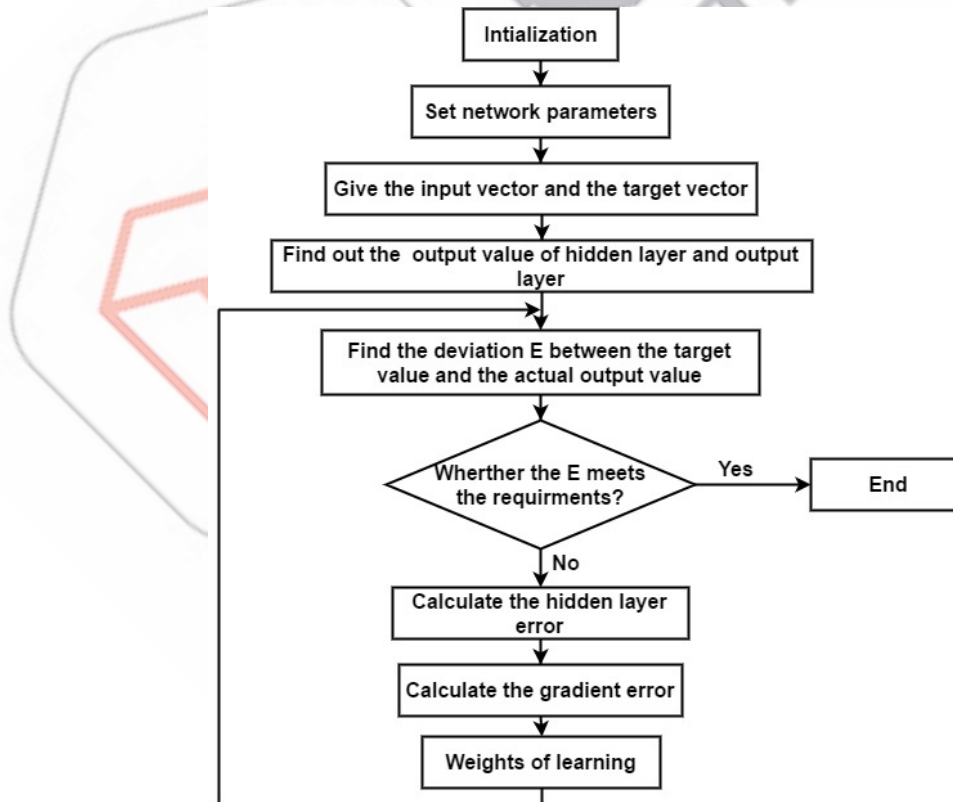 Intialization
Set network parameters
Give the input vector and the target vector
Find out the output value of hidden layer and output
layer
Find the deviation E between the target
value and the actual output value
Wherther the E meets
the requirments?
Yes
End
No
Calculate the hidden layer
error
Calculate the gradient error
Weights of learning